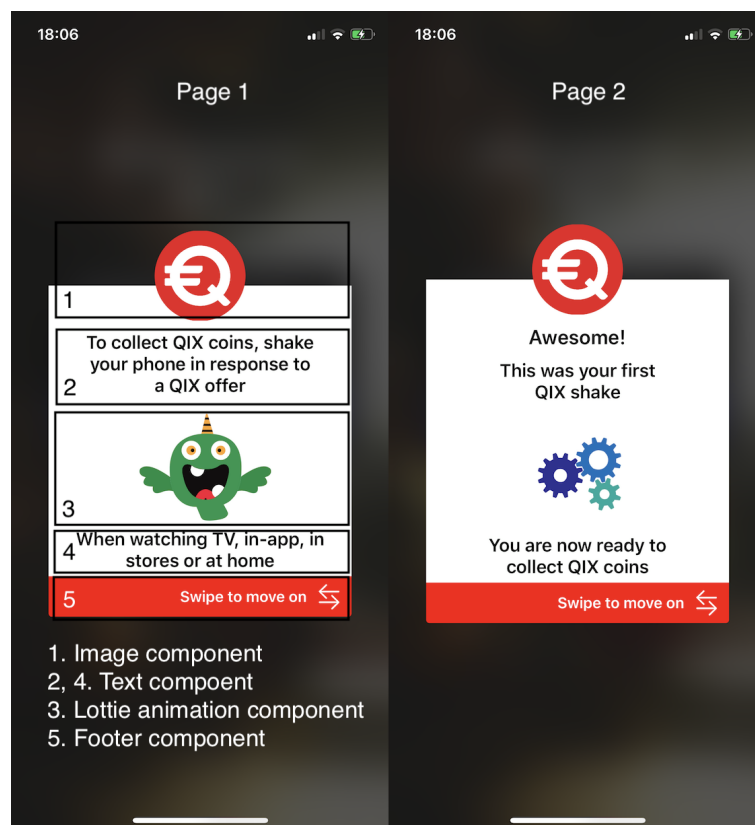 18:06
Page 1
€Q
1
To collect QIX coins, shake
your phone in response to
a QIX offer
2
3
When watching TV, in-app, in
4
stores or at home
5
Swipe to move on
1. Image component
2, 4. Text compoent
3. Lottie animation component
5. Footer component
18:06
Page 2
€Q
Awesome!
This was your first
QIX shake
You are now ready to
collect QIX coins
Swipe to move on